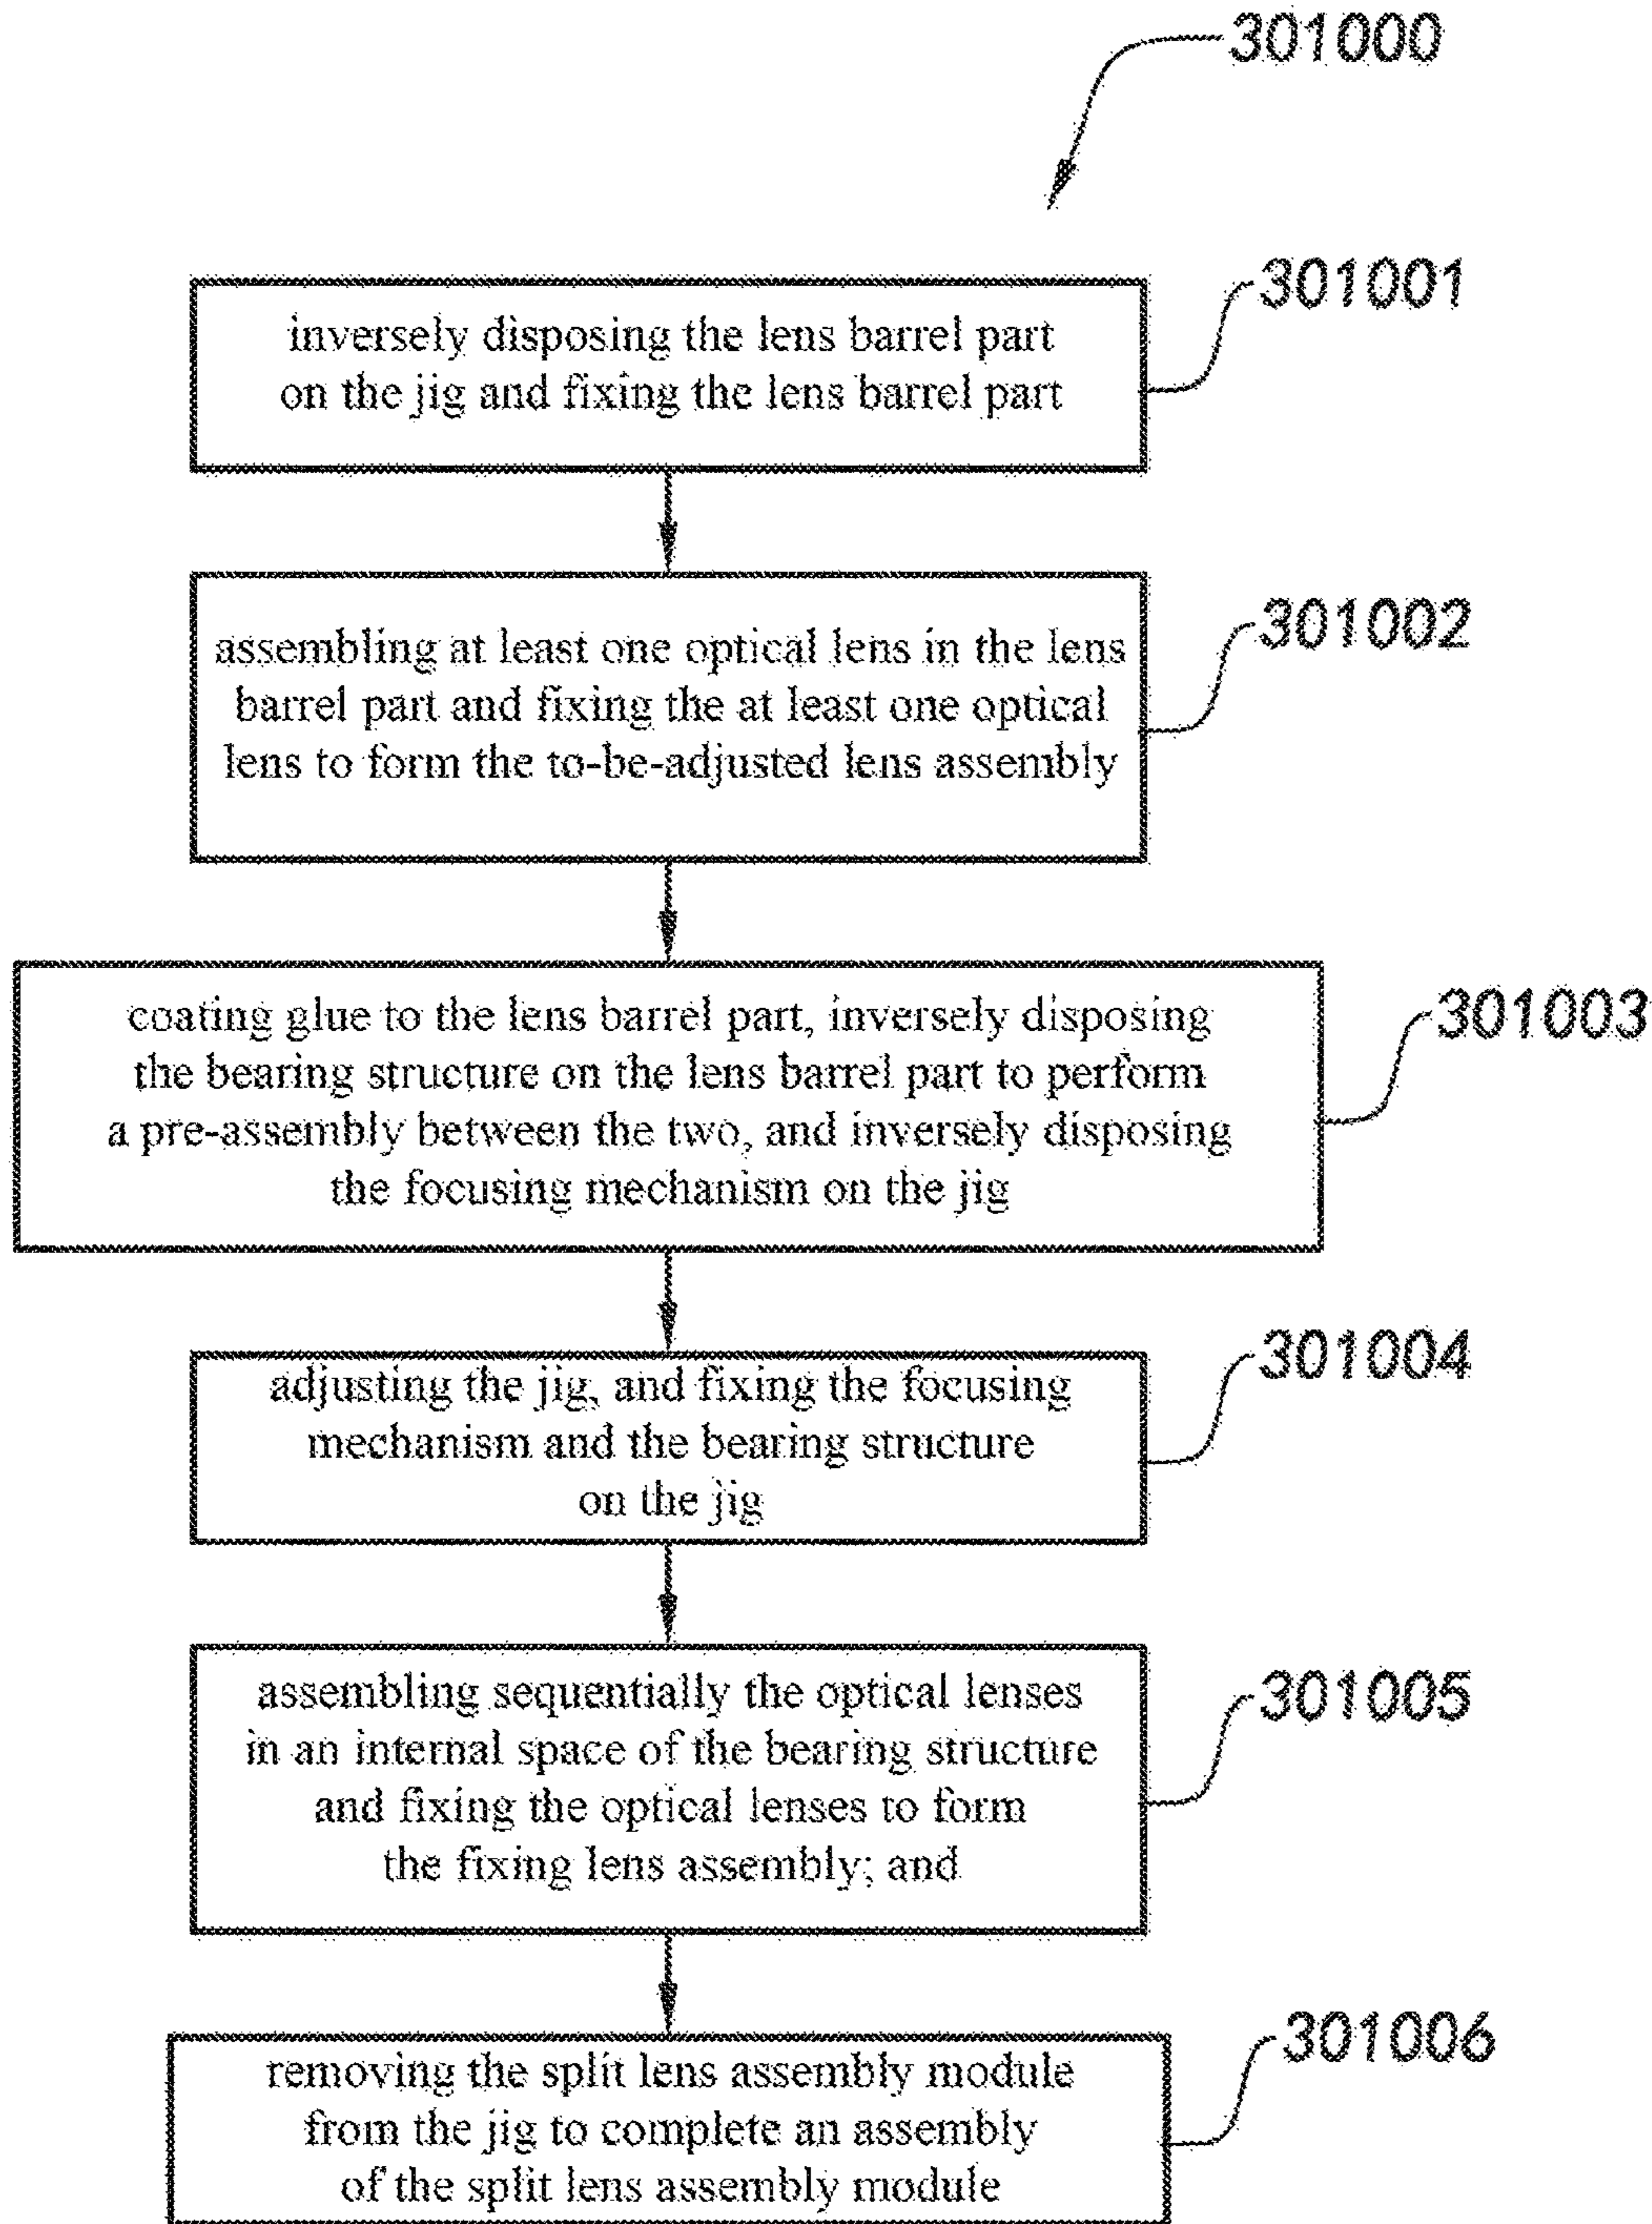 301000
301001
inversely disposing the lens barrel part
on the jig and fixing the lens barrel part
301002
assembling at least one optical lens in the lens
barrel part and fixing the at least one optical
lens to form the to-be-adjusted lens assembly
301003
coating glue to the lens barrel part, inversely disposing
the bearing structure on the lens barrel part to perform
a pre-assembly between the two, and inversely disposing
the focusing mechanism on the jig
301004
adjusting the jig, and fixing the focusing
mechanism and the bearing structure
on the jig
301005
assembling sequentially the optical lenses
in an internal space of the bearing structure
and fixing the optical lenses to form
the fixing lens assembly; and
301006
removing the split lens assembly module
from the jig to complete an assembly
of the split lens assembly module